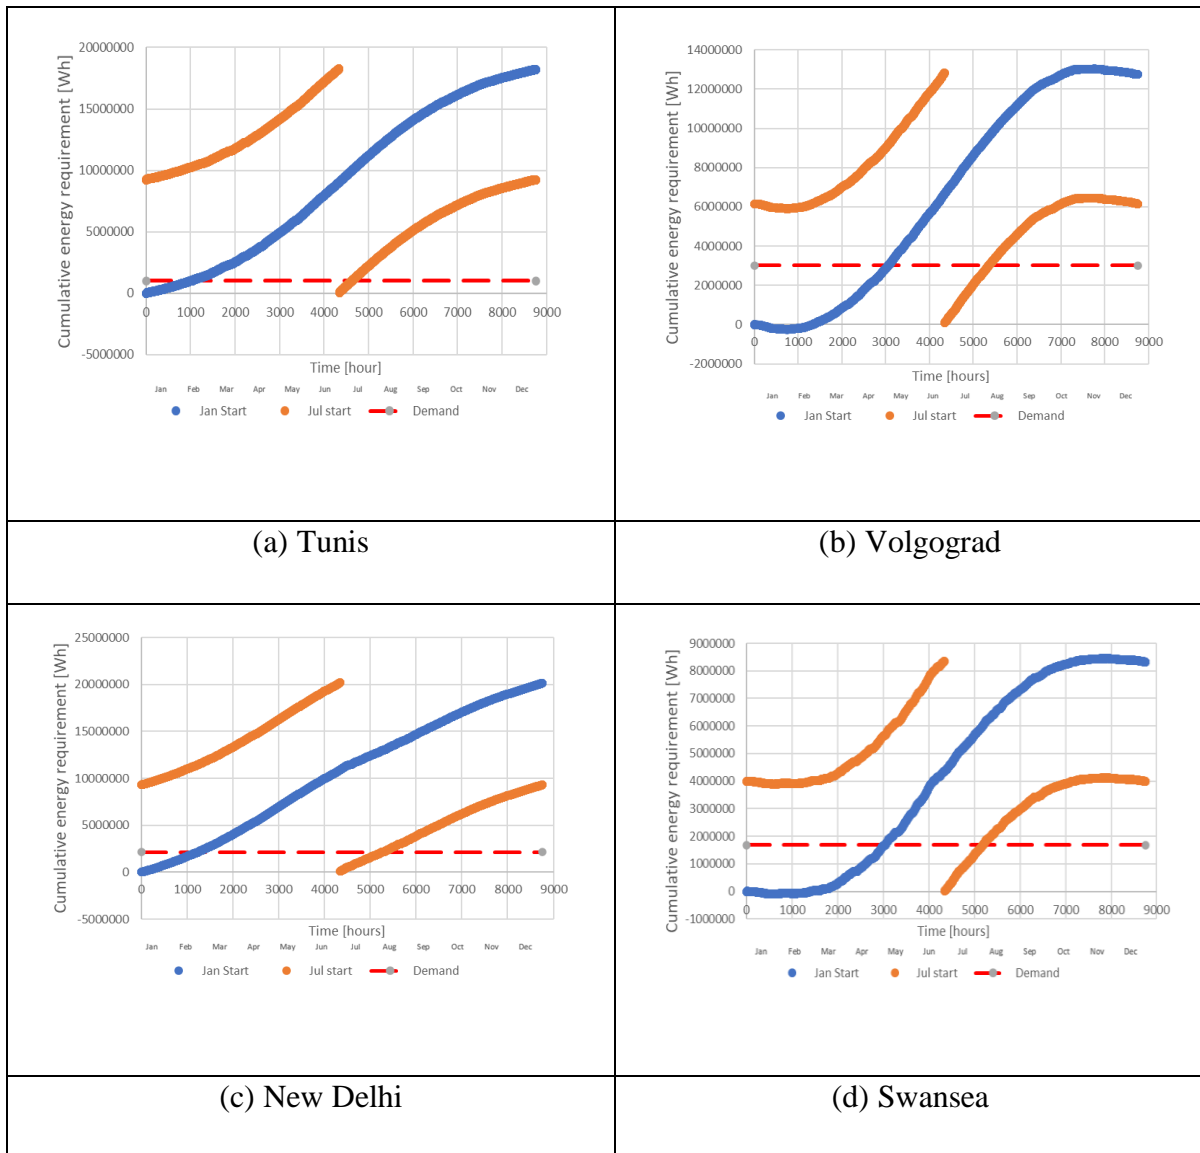 Cumulative energy requirement [Wh]
20000000
15000000
10000000
5000000
0
-5000000
0 1000 2000 3000 4000 5000 6000 7000 8000 9000
Time [hour]
Jan Feb Mar Apr May Jun Jul Aug Sep Oct Nov Dec
Jan Start Jul start Demand
(a) Tunis
Cumulative energy requirement [Wh]
14000000
12000000
10000000
8000000
6000000
4000000
2000000
0
-2000000
0 1000 2000 3000 4000 5000 6000 7000 8000 9000
Time [hours]
Jan Feb Mar Apr May Jun Jul Aug Sep Oct Nov Dec
Jan Start Jul start Demand
(b) Volgograd
Cumulative energy requirement [Wh]
25000000
20000000
15000000
10000000
5000000
0
-5000000
0 1000 2000 3000 4000 5000 6000 7000 8000 9000
Time [hours]
Jan Feb Mar Apr May Jun Jul Aug Sep Oct Nov Dec
Jan Start Jul start Demand
(c) New Delhi
Cumulative energy requirement [Wh]
9000000
8000000
7000000
6000000
5000000
4000000
3000000
2000000
1000000
0
-1000000
0 1000 2000 3000 4000 5000 6000 7000 8000 9000
Time [hours]
Jan Feb Mar Apr May Jun Jul Aug Sep Oct Nov Dec
Jan Start Jul start Demand
(d) Swansea